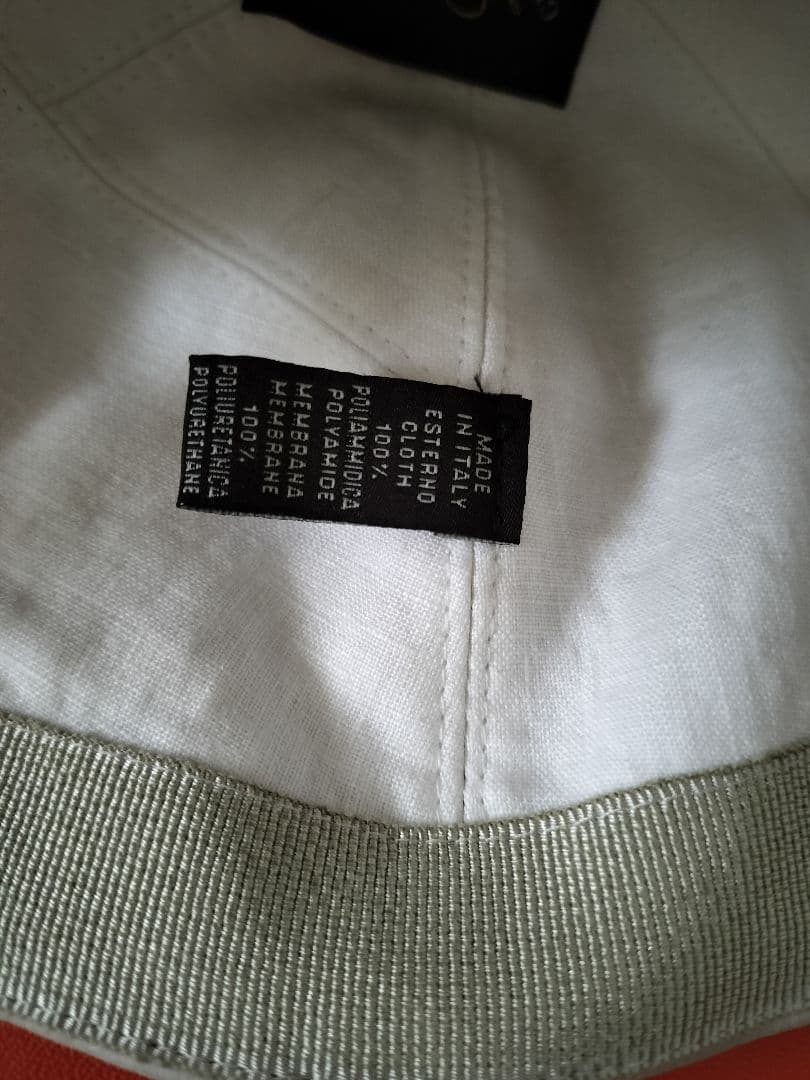 MADE
IN ITALY
ESTERNO
CLOTH
100%
POLIAMMIDICA
POLYAMIDE
MEMBRANA
MEMBRANE
100%
POLIURETANICA
POLYURETHANE